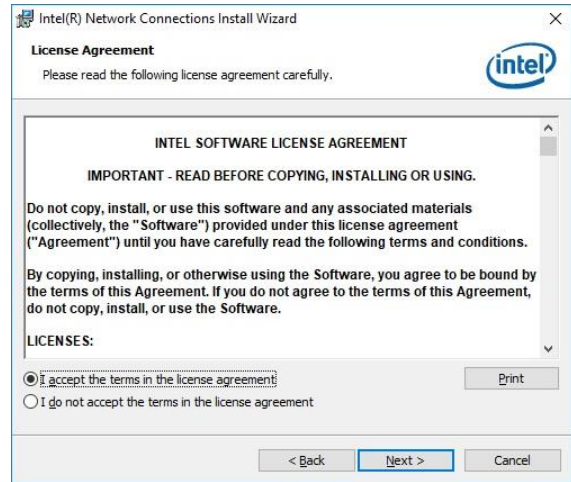 Intel(R) Network Connections Install Wizard
License Agreement
Please read the following license agreement carefully.
intel
INTEL SOFTWARE LICENSE AGREEMENT
IMPORTANT - READ BEFORE COPYING, INSTALLING OR USING.
Do not copy, install, or use this software and any associated materials
(collectively, the "Software") provided under this license agreement
("Agreement") until you have carefully read the following terms and conditions.
By copying, installing, or otherwise using the Software, you agree to be bound by
the terms of this Agreement. If you do not agree to the terms of this Agreement,
do not copy, install, or use the Software.
LICENSES:
I accept the terms in the license agreement
Print
I do not accept the terms in the license agreement
< Back
Next >
Cancel